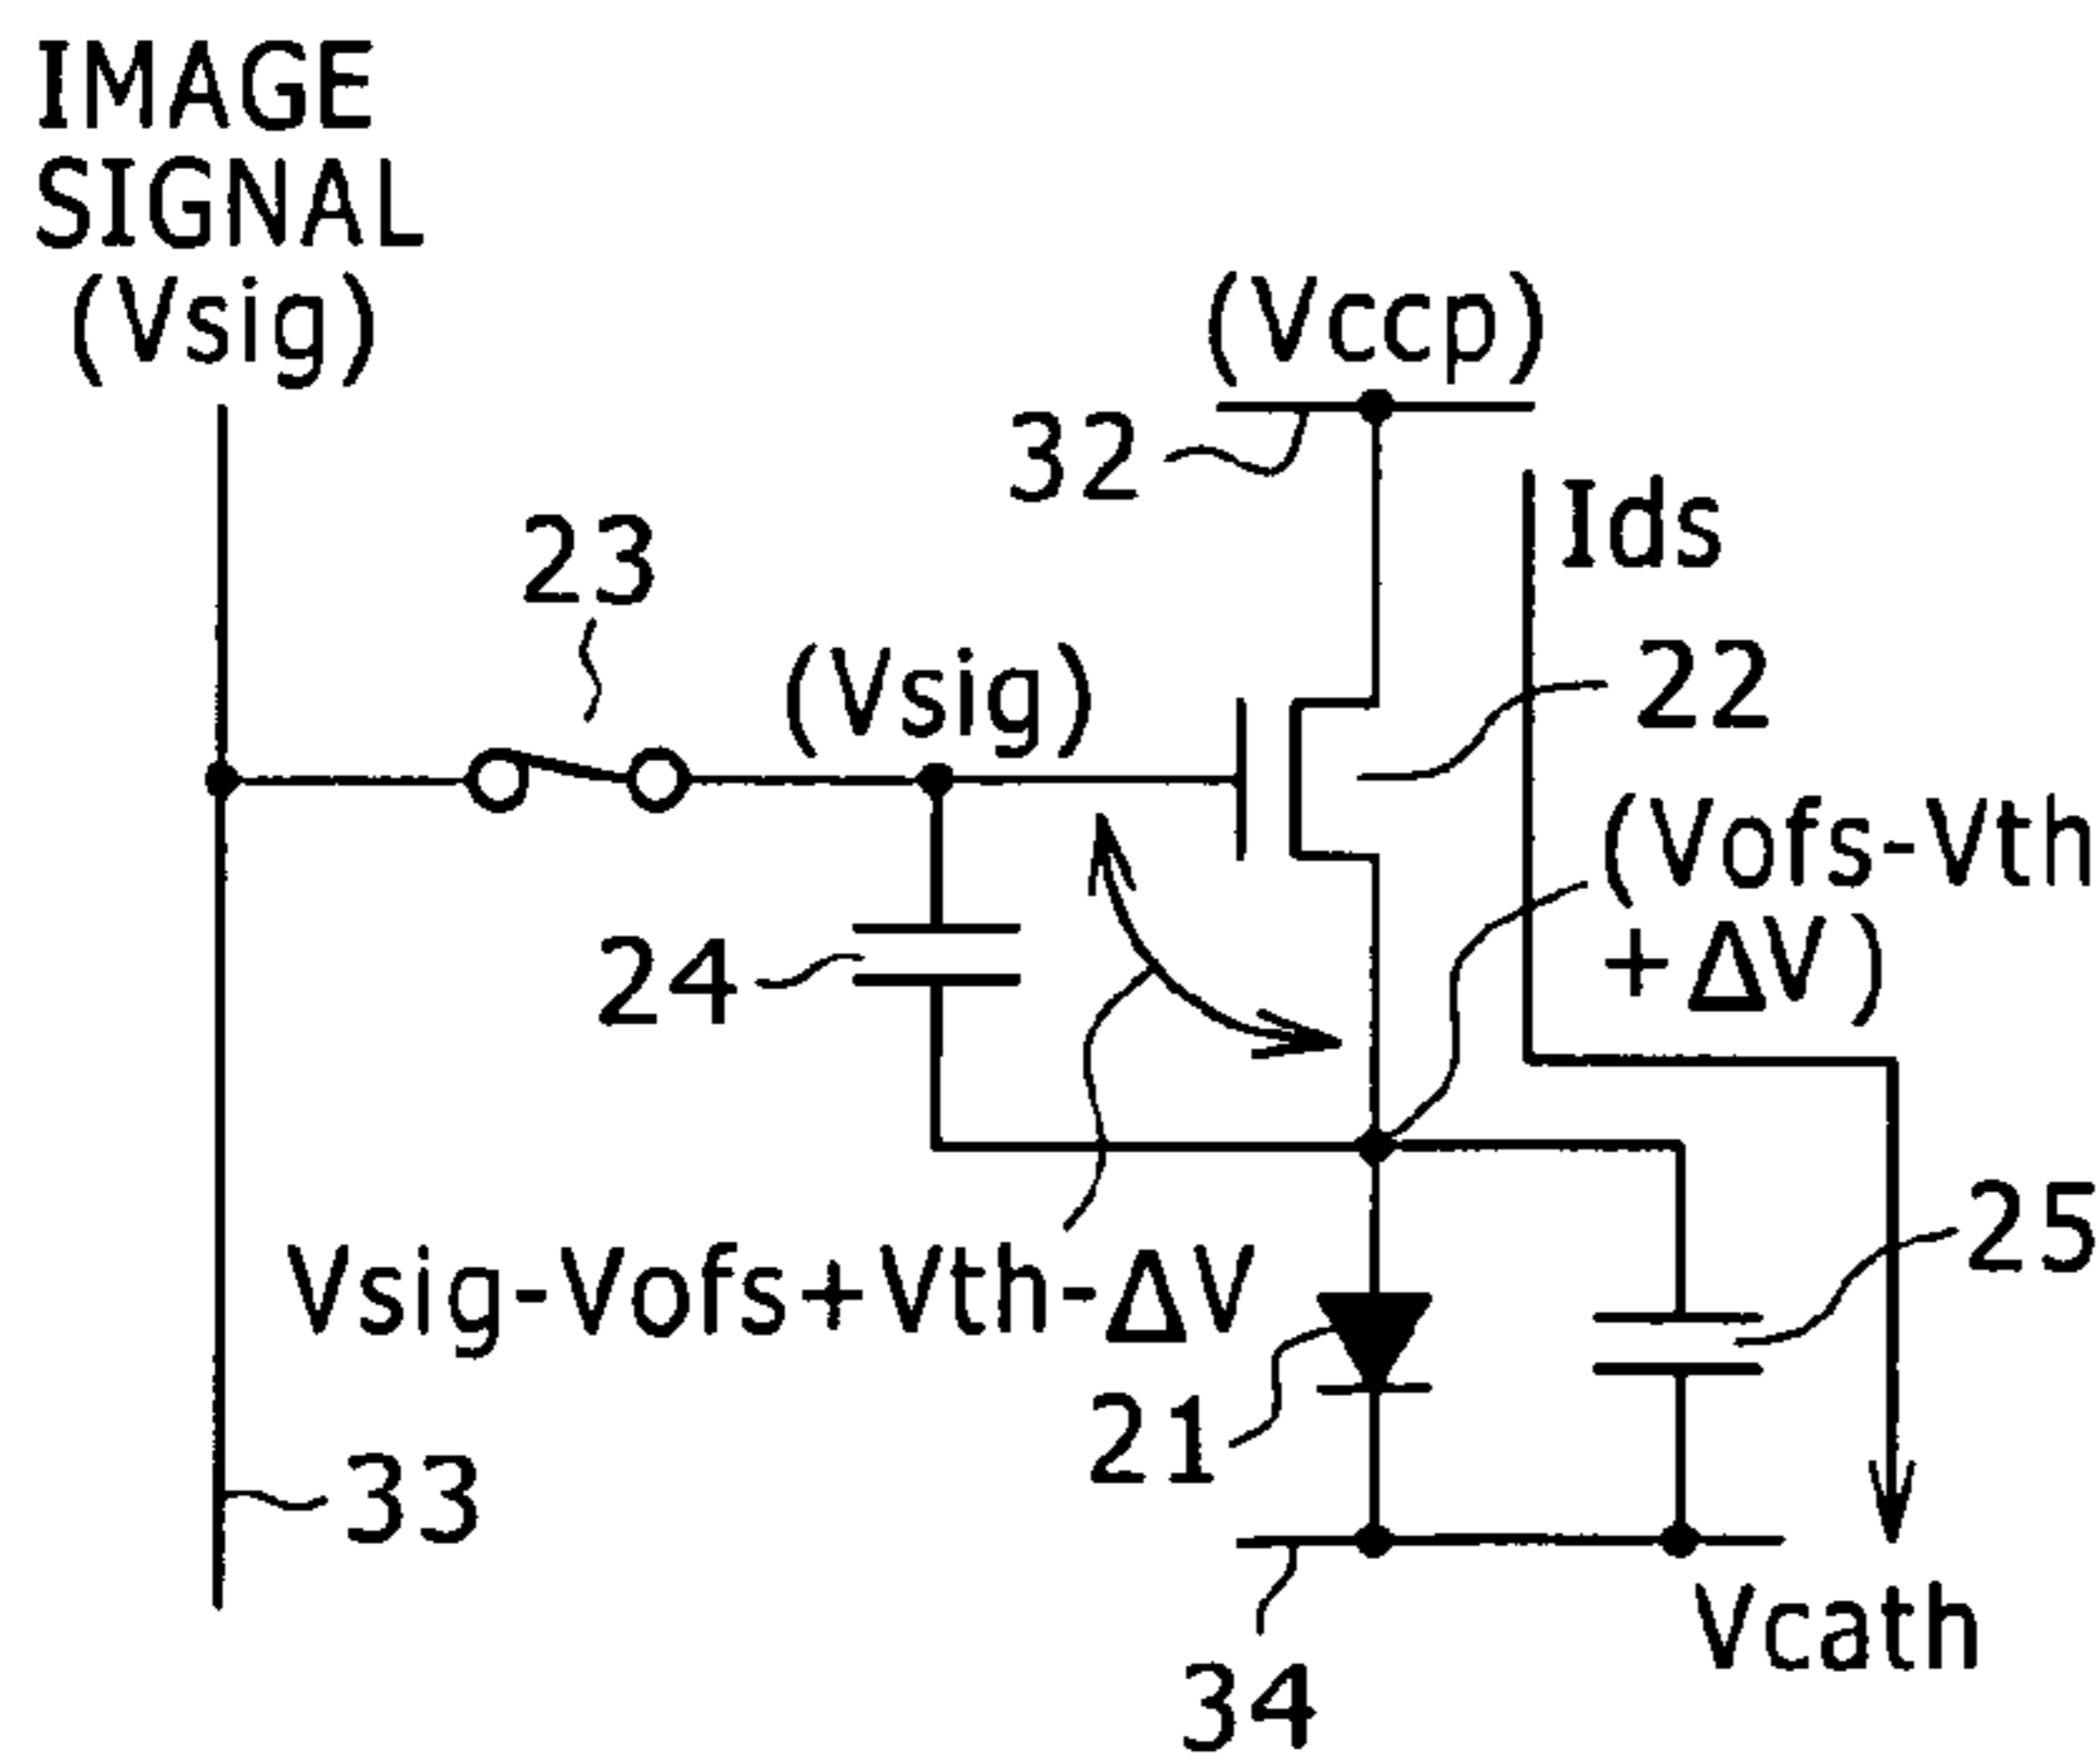 IMAGE
SIGNAL
(Vsig)
(Vccp)
32
Ids
23
(Vsig)
22
(Vofs-Vth
+ΔV)
24
25
Vsig-Vofs+Vth-ΔV
21
33
Vcath
34